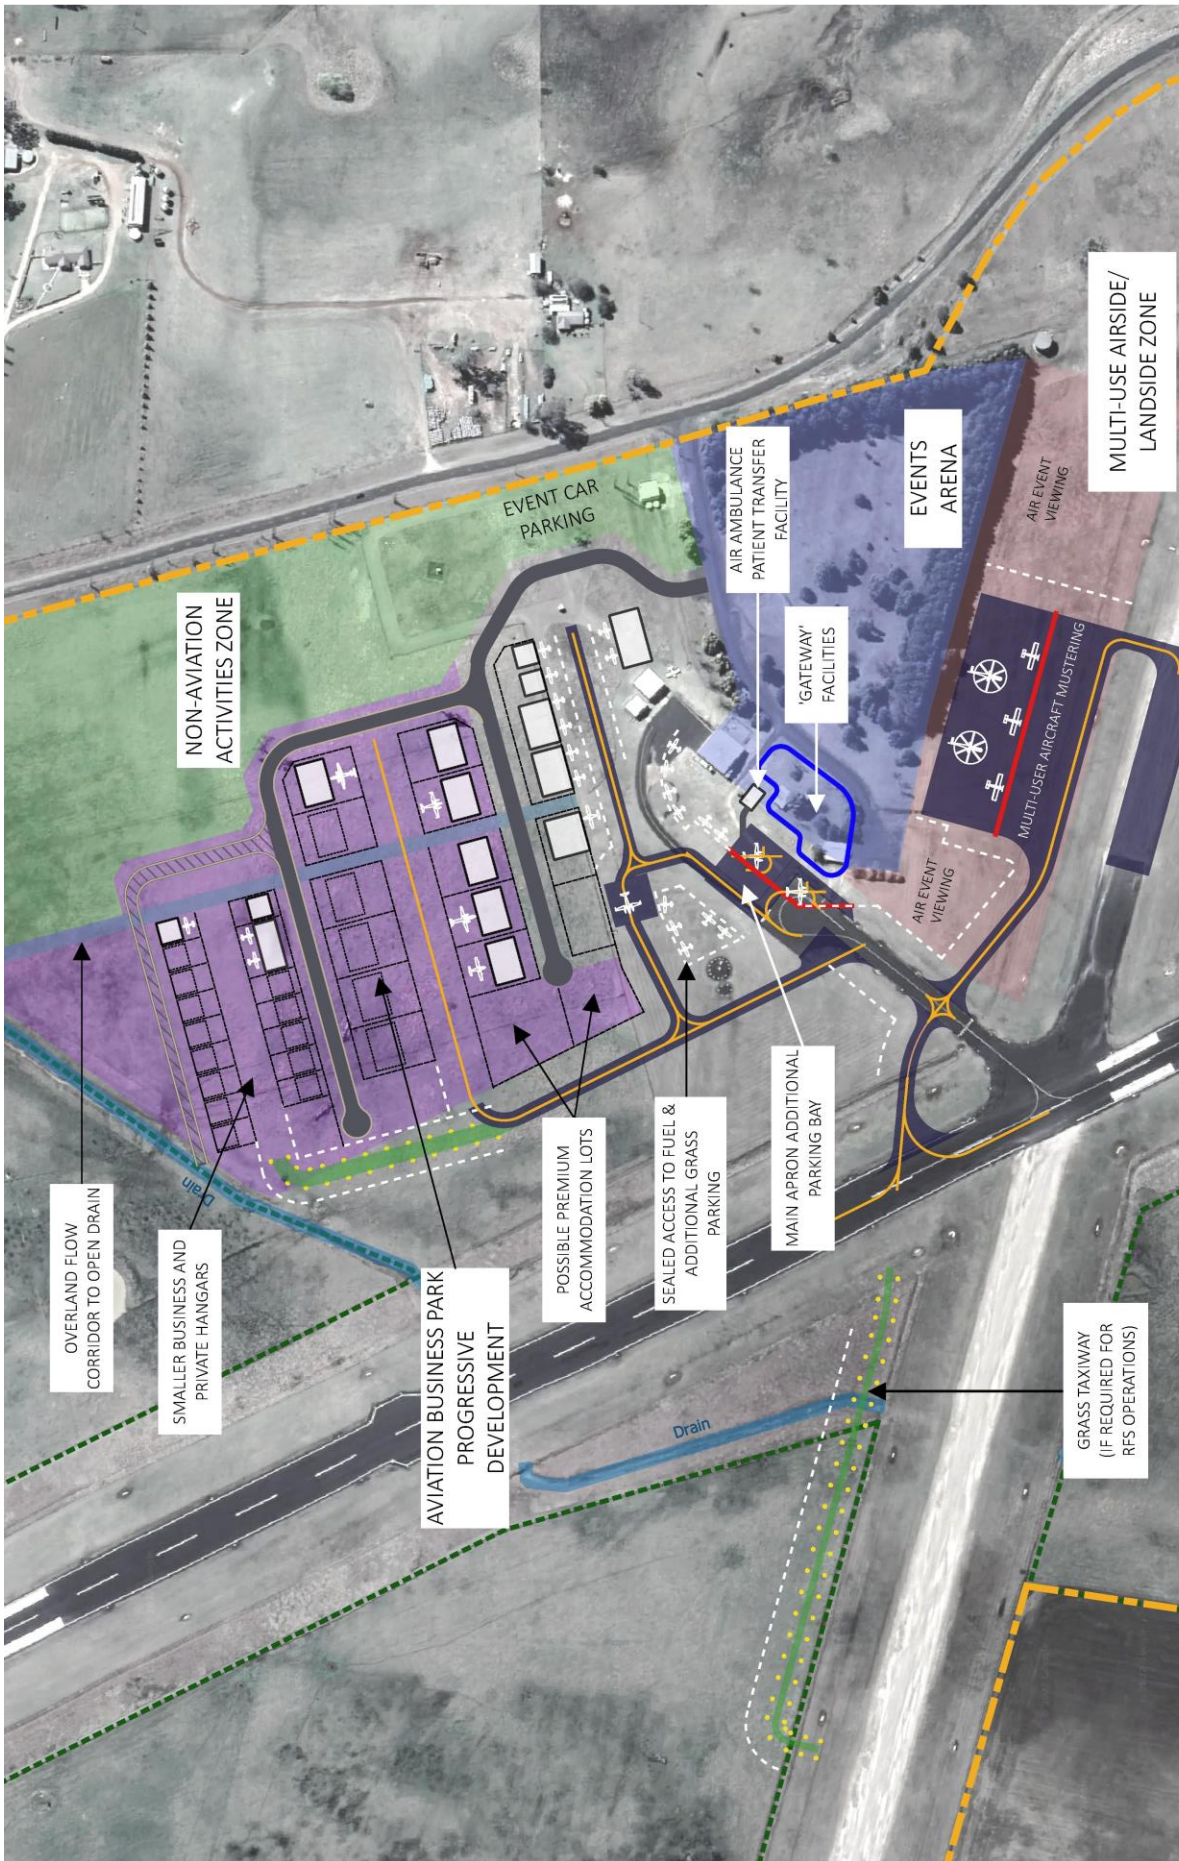 OVERLAND FLOW
CORRIDOR TO OPEN DRAIN
SMALLER BUSINESS AND
PRIVATE HANGARS
AVIATION BUSINESS PARK
PROGRESSIVE
DEVELOPMENT
POSSIBLE PREMIUM
ACCOMMODATION LOTS
SEALED ACCESS TO FUEL &
ADDITIONAL GRASS
PARKING
MAIN APRON ADDITIONAL
PARKING BAY
GRASS TAXIWAY
(IF REQUIRED FOR
RFS OPERATIONS)
Drain
Drain
NON-AVIATION
ACTIVITIES ZONE
EVENT CAR
PARKING
AIR AMBULANCE
PATIENT TRANSFER
FACILITY
'GATEWAY'
FACILITIES
EVENTS
ARENA
AIR EVENT
VIEWING
MULTI-USER AIRCRAFT MUSTERING
AIR EVENT
VIEWING
MULTI-USE AIRSIDE/
LANDSIDE ZONE